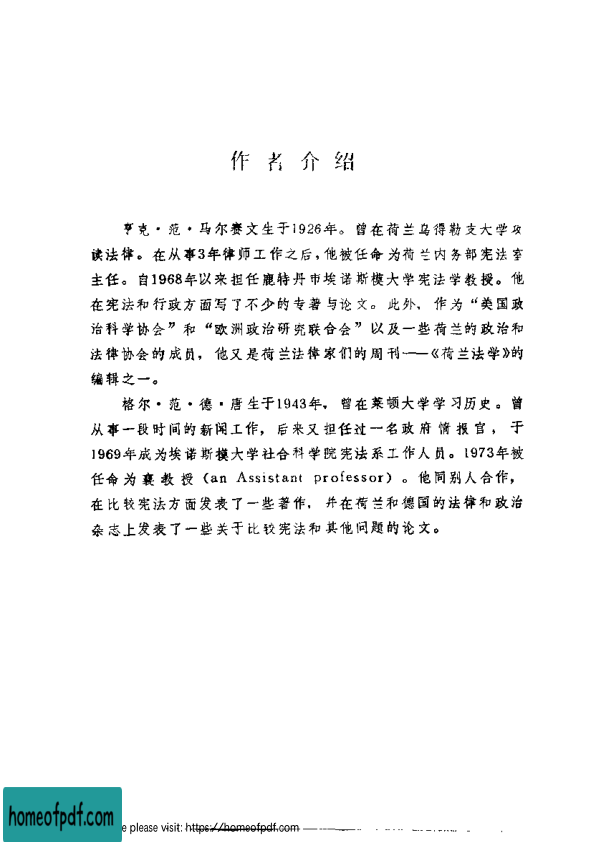 作者介绍
亨克·范·马尔赛文生于1926年。曾在荷兰乌得勒支大学攻
读法律。在从事3年律师工作之后，他被任命为荷兰内务部宪法室
主任。自1968年以来担任鹿特丹市埃诺斯模大学宪法学教授。他
在宪法和行政方面写了不少的专著与论文。此外，作为“美国政
治科学协会”和“欧洲政治研究联合会”以及一些荷兰的政治和
法律协会的成员，他又是荷兰法律家们的周刊——《荷兰法学》的
编辑之一。
格尔·范·德·唐生于1943年，曾在莱顿大学学习历史。曾
从事一段时间的新闻工作，后来又担任过一名政府情报官，于
1969年成为埃诺斯模大学社会科学院宪法系工作人员。1973年被
任命为襄教授（an Assistant professor）。他同别人合作，
在比较宪法方面发表了一些著作，并在荷兰和德国的法律和政治
杂志上发表了一些关于比较宪法和其他问题的论文。
homeofpdf.com
please visit: https://homeofpdf.com